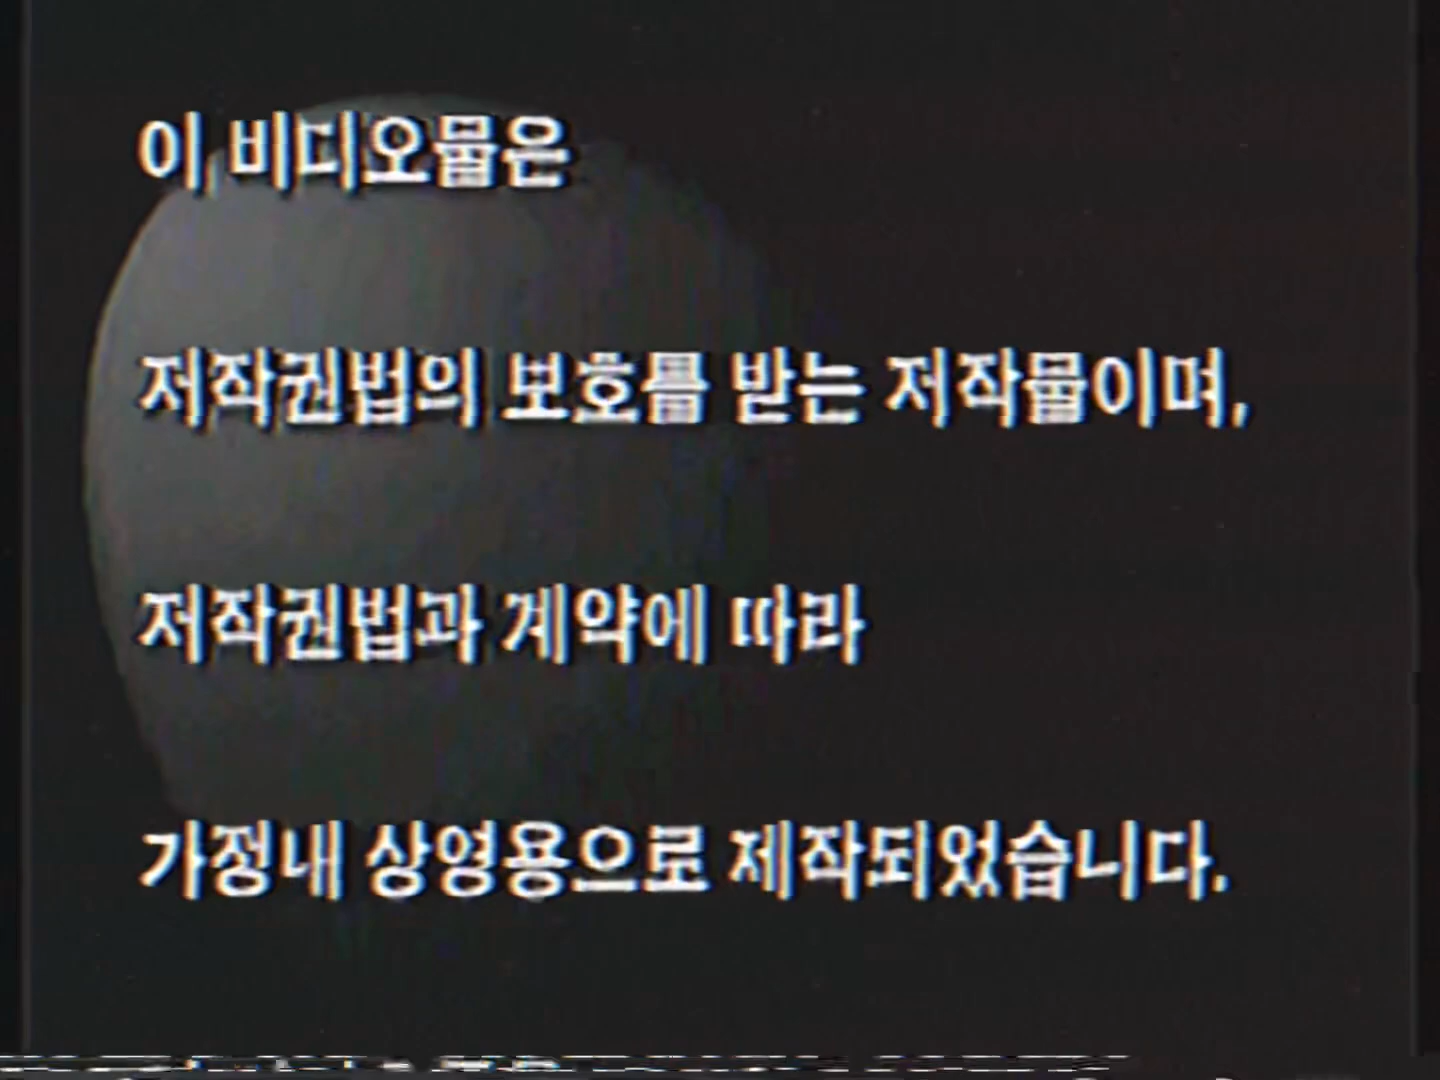 이 비디오물은
저작권법의 보호를 받는 저작물이며,
저작권법과 계약에 따라
가정내 상영용으로 제작되었습니다.